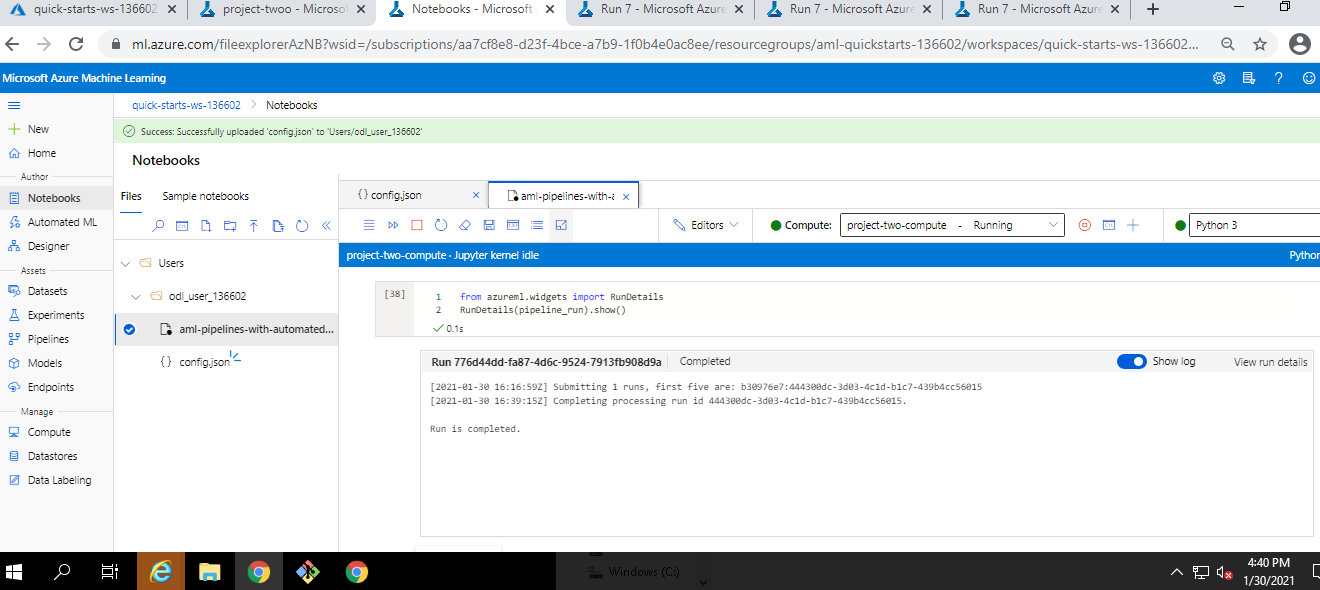 quick-starts-ws-136602
project-twoo - Microsof
Notebooks - Microsoft
Run 7 - Microsoft Azure
Run 7 - Microsoft Azure
Run 7 - Microsoft Azure
ml.azure.com/fileexplorerAzNB?wsid=/subscriptions/aa7cf8e8-d23f-4bce-a7b9-1f0b4e0ac8ee/resourcegroups/aml-quickstarts-136602/workspaces/quick-starts-ws-136602...
Microsoft Azure Machine Learning
quick-starts-ws-136602 > Notebooks
Success: Successfully uploaded 'config.json' to 'Users/odl_user_136602'
Notebooks
New
Home
Author
Notebooks
Automated ML
Designer
Assets
Datasets
Experiments
Pipelines
Models
Endpoints
Manage
Compute
Datastores
Data Labeling
Files Sample notebooks
Users
odl_user_136602
aml-pipelines-with-automated...
{} config.json
{} config.json
aml-pipelines-with-a
Editors
Compute: project-two-compute - Running
Python 3
project-two-compute · Jupyter kernel idle
Python
[38]
1 from azureml.widgets import RunDetails
2 RunDetails(pipeline_run).show()
0.1s
Run 776d44dd-fa87-4d6c-9524-7913fb908d9a Completed Show log View run details
[2021-01-30 16:16:59Z] Submitting 1 runs, first five are: b30976e7:444300dc-3d03-4c1d-b1c7-439b4cc56015
[2021-01-30 16:39:15Z] Completing processing run id 444300dc-3d03-4c1d-b1c7-439b4cc56015.
Run is completed.
Windows (C:)
4:40 PM
1/30/2021